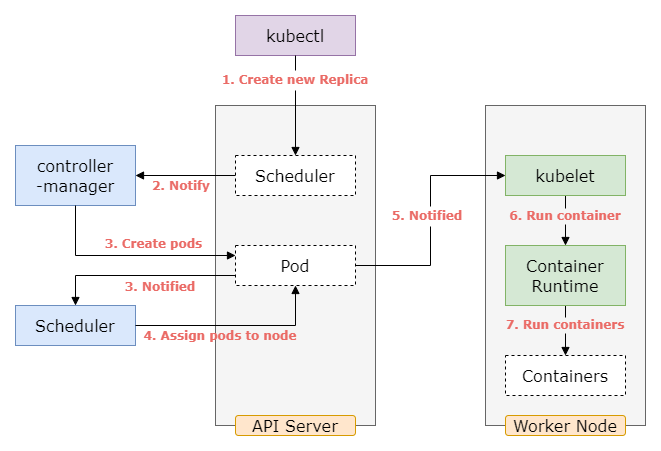 kubectl
1. Create new Replica
controller
-manager
2. Notify
Scheduler
kubelet
5. Notified
6. Run container
3. Create pods
Pod
Container
Runtime
3. Notified
Scheduler
4. Assign pods to node
7. Run containers
Containers
API Server
Worker Node